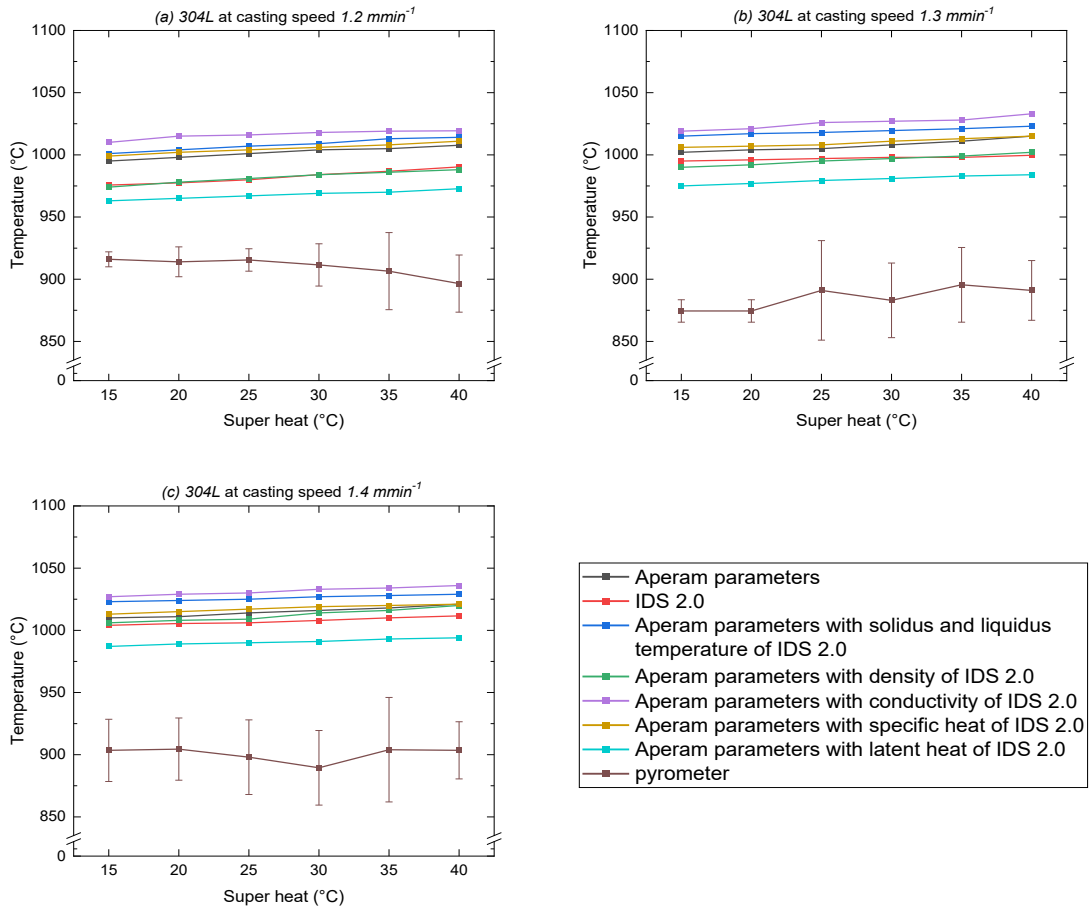 (a) 304L at casting speed 1.2 mmin-1
1100
1050
1000
950
900
850
0
Temperature (°C)
15 20 25 30 35 40
Super heat (°C)
(b) 304L at casting speed 1.3 mmin-1
1100
1050
1000
950
900
850
0
Temperature (°C)
15 20 25 30 35 40
Super heat (°C)
(c) 304L at casting speed 1.4 mmin-1
1100
1050
1000
950
900
850
0
Temperature (°C)
15 20 25 30 35 40
Super heat (°C)
Aperam parameters
IDS 2.0
Aperam parameters with solidus and liquidus
temperature of IDS 2.0
Aperam parameters with density of IDS 2.0
Aperam parameters with conductivity of IDS 2.0
Aperam parameters with specific heat of IDS 2.0
Aperam parameters with latent heat of IDS 2.0
pyrometer